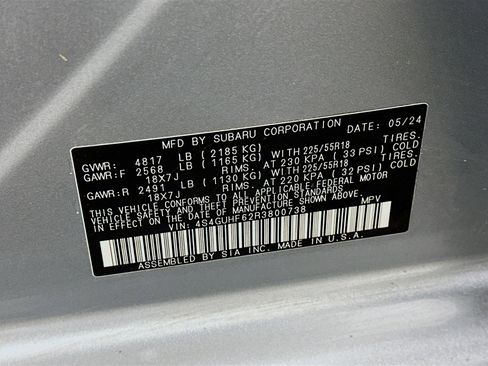 MFD BY SUBARU CORPORATION DATE: 05/24
GVWR: 4817 LB (2185 KG)
GAWR:F 2568 LB (1165 KG) WITH 225/55R18 TIRES.
18X7J RIMS. AT 230 KPA (33 PSI) COLD
GAWR:R 2491 LB (1130 KG) WITH 225/55R18 TIRES.
18X7J RIMS. AT 220 KPA (32 PSI) COLD
THIS VEHICLE CONFORMS TO ALL APPLICABLE FEDERAL MOTOR
VEHICLE SAFETY AND THEFT PREVENTION STANDARDS
IN EFFECT ON THE DATE OF MANUFACTURE SHOWN ABOVE.
VIN: 4S4GUHF62R3800738 MPV
ASSEMBLED BY SIA INC. MADE IN U.S.A.